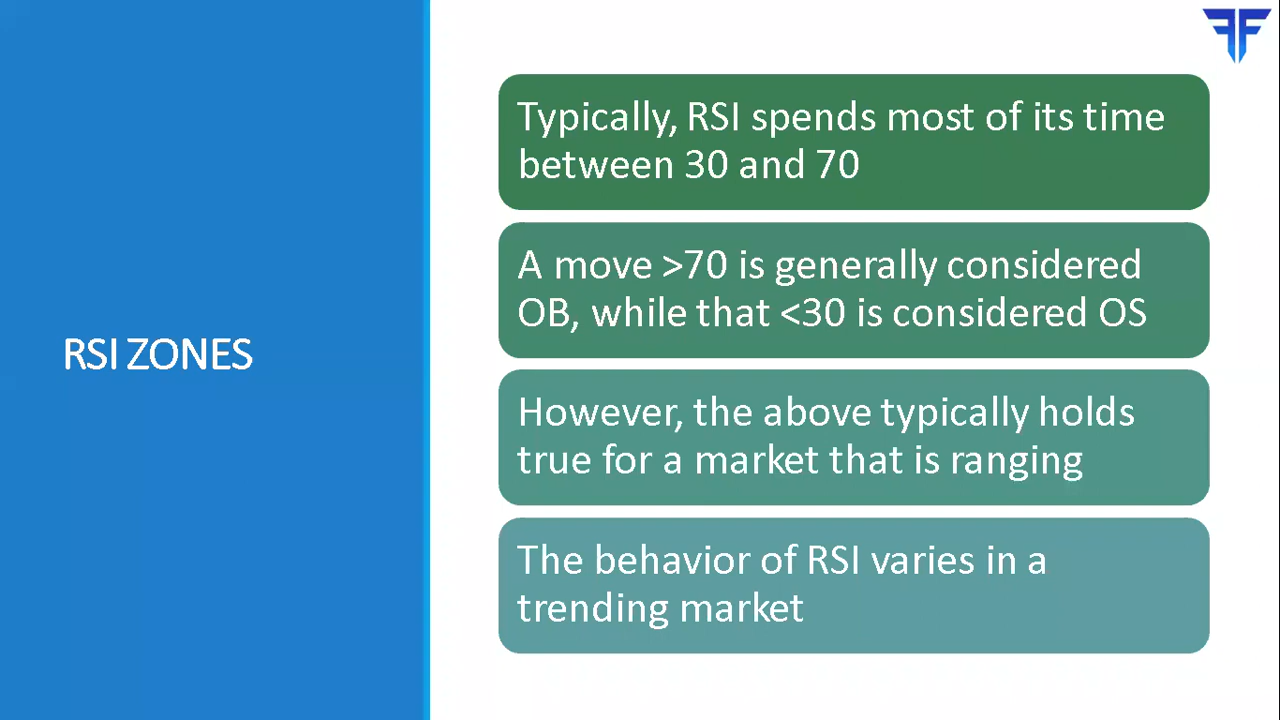 RSI ZONES
Typically, RSI spends most of its time
between 30 and 70
A move >70 is generally considered
OB, while that <30 is considered OS
However, the above typically holds
true for a market that is ranging
The behavior of RSI varies in a
trending market